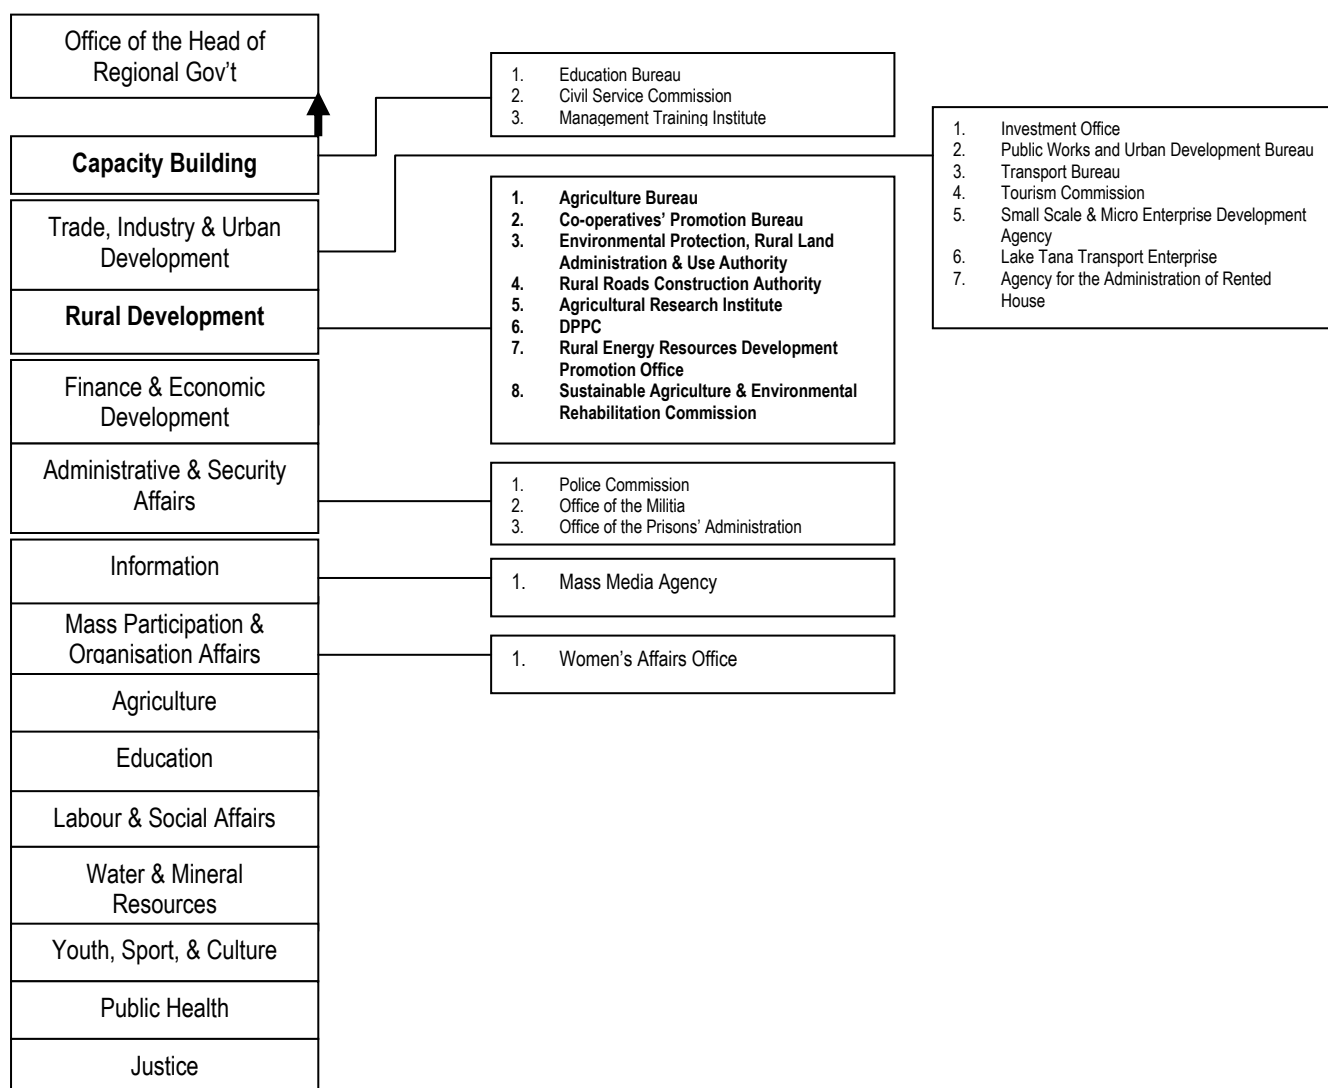 Office of the Head of
Regional Gov’t
Capacity Building
Trade, Industry & Urban
Development
Rural Development
Finance & Economic
Development
Administrative & Security
Affairs
Information
Mass Participation &
Organisation Affairs
Agriculture
Education
Labour & Social Affairs
Water & Mineral
Resources
Youth, Sport, & Culture
Public Health
Justice
1. Education Bureau
2. Civil Service Commission
3. Management Training Institute
1. Agriculture Bureau
2. Co-operatives’ Promotion Bureau
3. Environmental Protection, Rural Land
Administration & Use Authority
4. Rural Roads Construction Authority
5. Agricultural Research Institute
6. DPPC
7. Rural Energy Resources Development
Promotion Office
8. Sustainable Agriculture & Environmental
Rehabilitation Commission
1. Police Commission
2. Office of the Militia
3. Office of the Prisons’ Administration
1. Mass Media Agency
1. Women’s Affairs Office
1. Investment Office
2. Public Works and Urban Development Bureau
3. Transport Bureau
4. Tourism Commission
5. Small Scale & Micro Enterprise Development
Agency
6. Lake Tana Transport Enterprise
7. Agency for the Administration of Rented
House